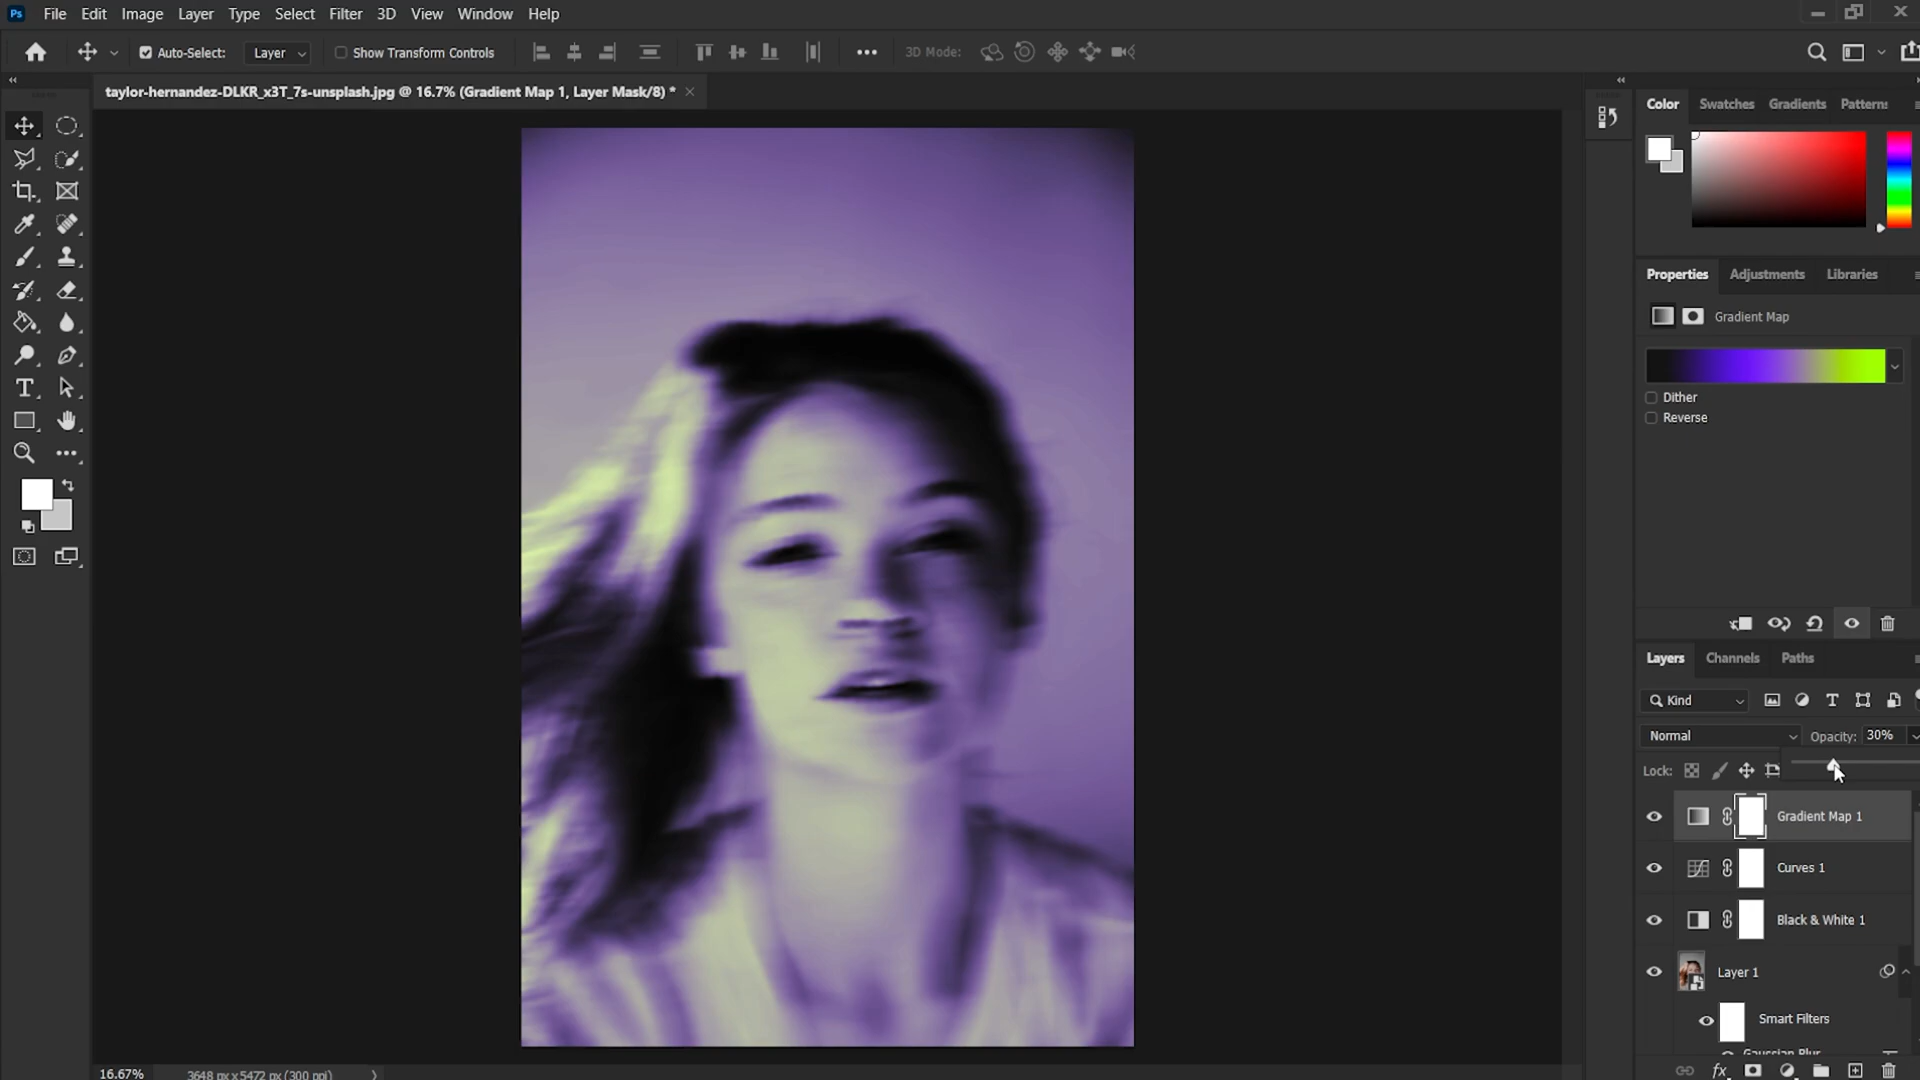 Ps File Edit Image Layer Type Select Filter 3D View Window Help
Auto-Select: Layer Show Transform Controls 3D Mode:
taylor-hernandez-DLKR_x3T_7s-unsplash.jpg @ 16.7% (Gradient Map 1, Layer Mask/8) *
Color Swatches Gradients Patterns
Properties Adjustments Libraries
Gradient Map
Dither
Reverse
Layers Channels Paths
Kind
Normal Opacity: 30%
Lock:
Gradient Map 1
Curves 1
Black & White 1
Layer 1
Smart Filters
Gaussian Blur
fx
16.67% 3648 px x 5472 px (300 ppi)